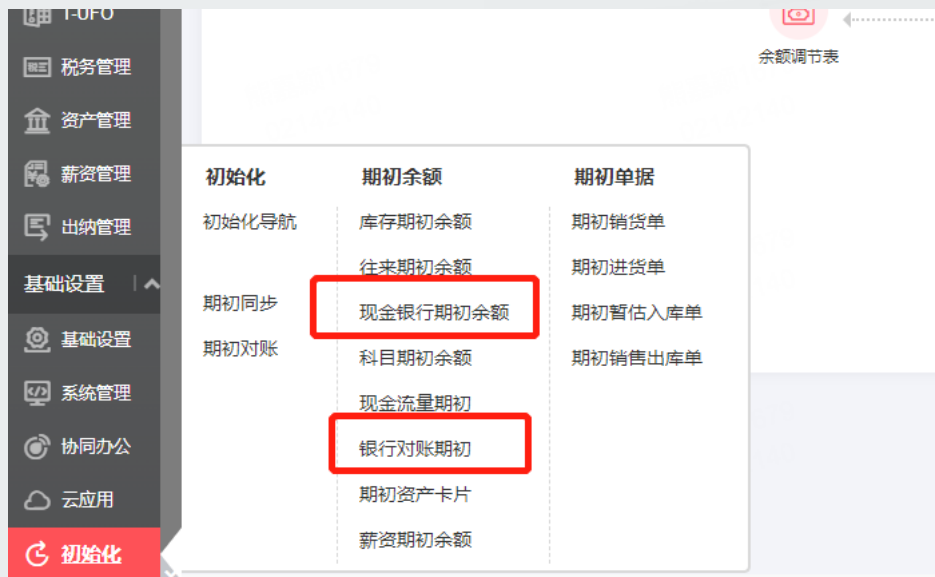 T-UFO
税务管理
资产管理
薪资管理
出纳管理
基础设置
基础设置
系统管理
协同办公
云应用
初始化
余额调节表
初始化
初始化导航
期初同步
期初对账
期初余额
库存期初余额
往来期初余额
现金银行期初余额
科目期初余额
现金流量期初
银行对账期初
期初资产卡片
薪资期初余额
期初单据
期初销货单
期初进货单
期初暂估入库单
期初销售出库单